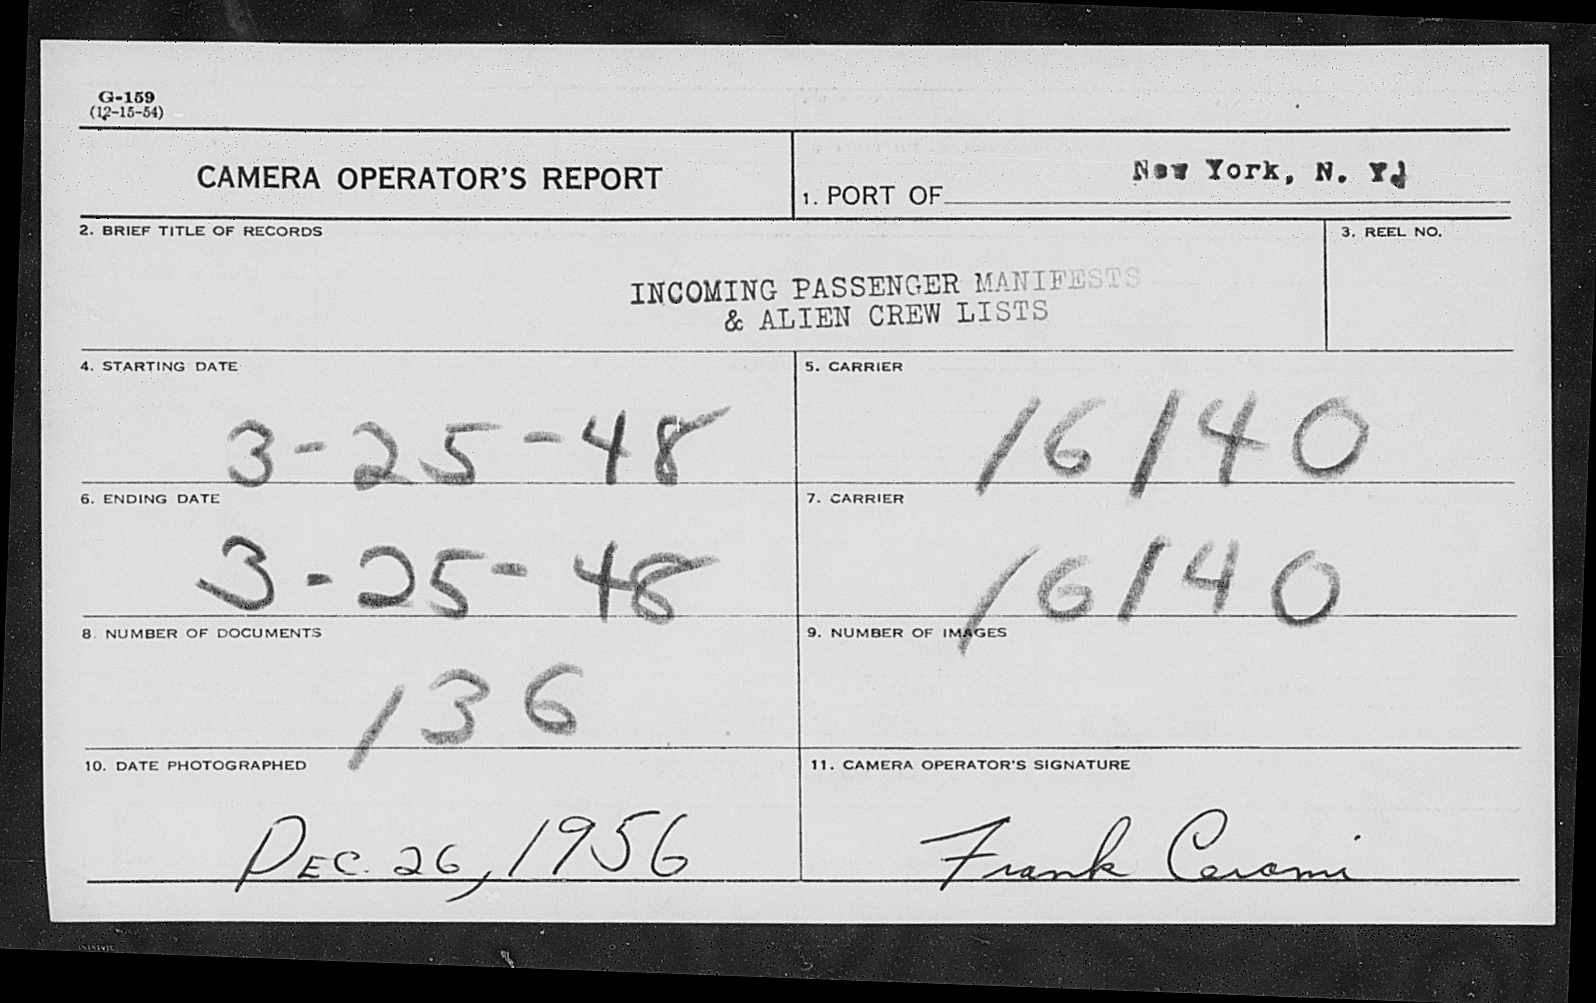 G-159
(12-15-54)
CAMERA OPERATOR'S REPORT
1. PORT OF New York, N. Y.
2. BRIEF TITLE OF RECORDS
3. REEL NO.
INCOMING PASSENGER MANIFESTS
& ALIEN CREW LISTS
4. STARTING DATE
5. CARRIER
3-25-48
16140
6. ENDING DATE
7. CARRIER
3-25-48
16140
8. NUMBER OF DOCUMENTS
9. NUMBER OF IMAGES
136
10. DATE PHOTOGRAPHED
11. CAMERA OPERATOR'S SIGNATURE
DEC. 26, 1956
Frank Cerami